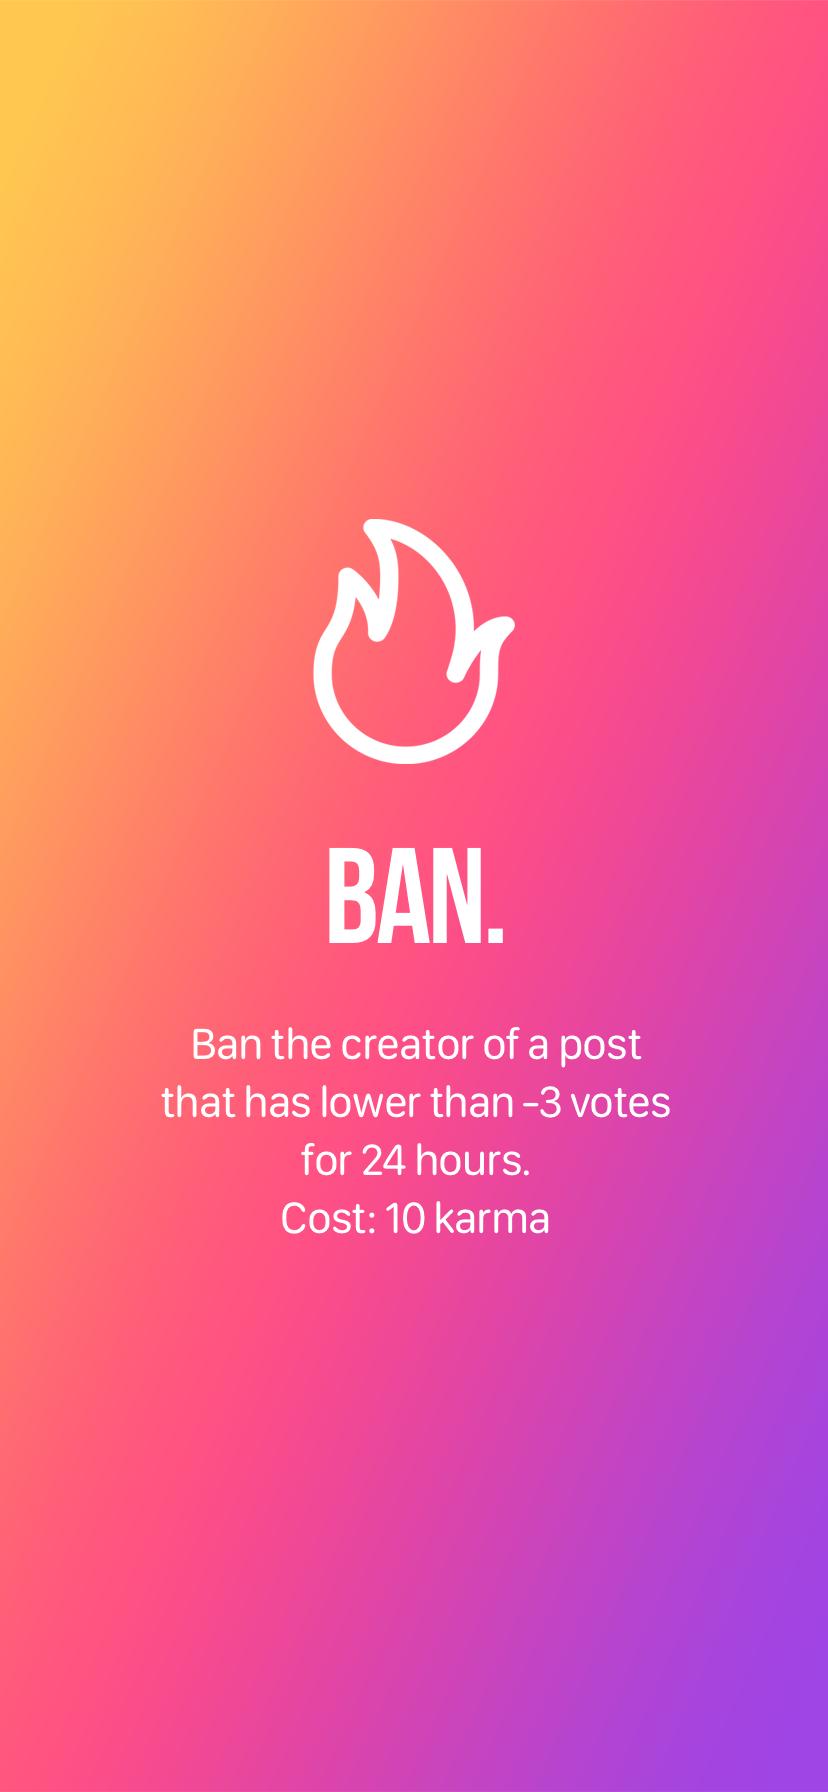 BAN.
Ban the creator of a post
that has lower than -3 votes
for 24 hours.
Cost: 10 karma